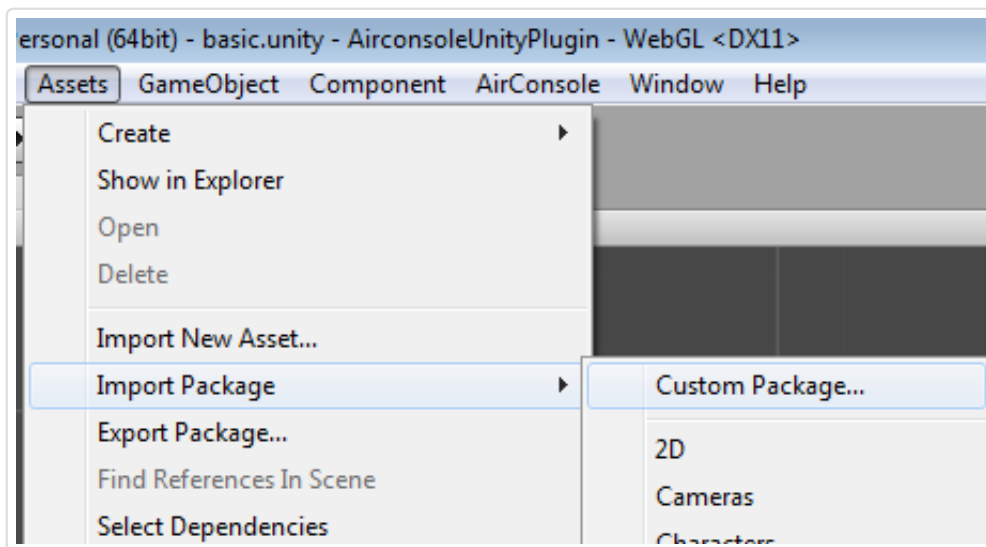 ersonal (64bit) - basic.unity - AirconsoleUnityPlugin - WebGL <DX11>
Assets GameObject Component AirConsole Window Help
Create
Show in Explorer
Open
Delete
Import New Asset...
Import Package
Custom Package...
Export Package...
2D
Find References In Scene
Cameras
Select Dependencies
Characters